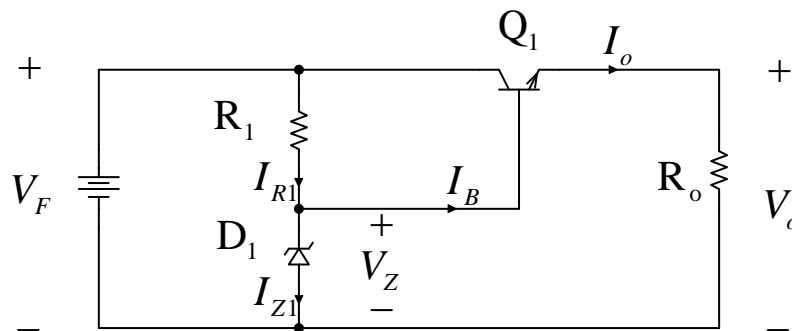 Q1
Io
+
+
R1
IR1
IB
Ro
VF
Vo
D1
+
VZ
IZ1
−
−
−